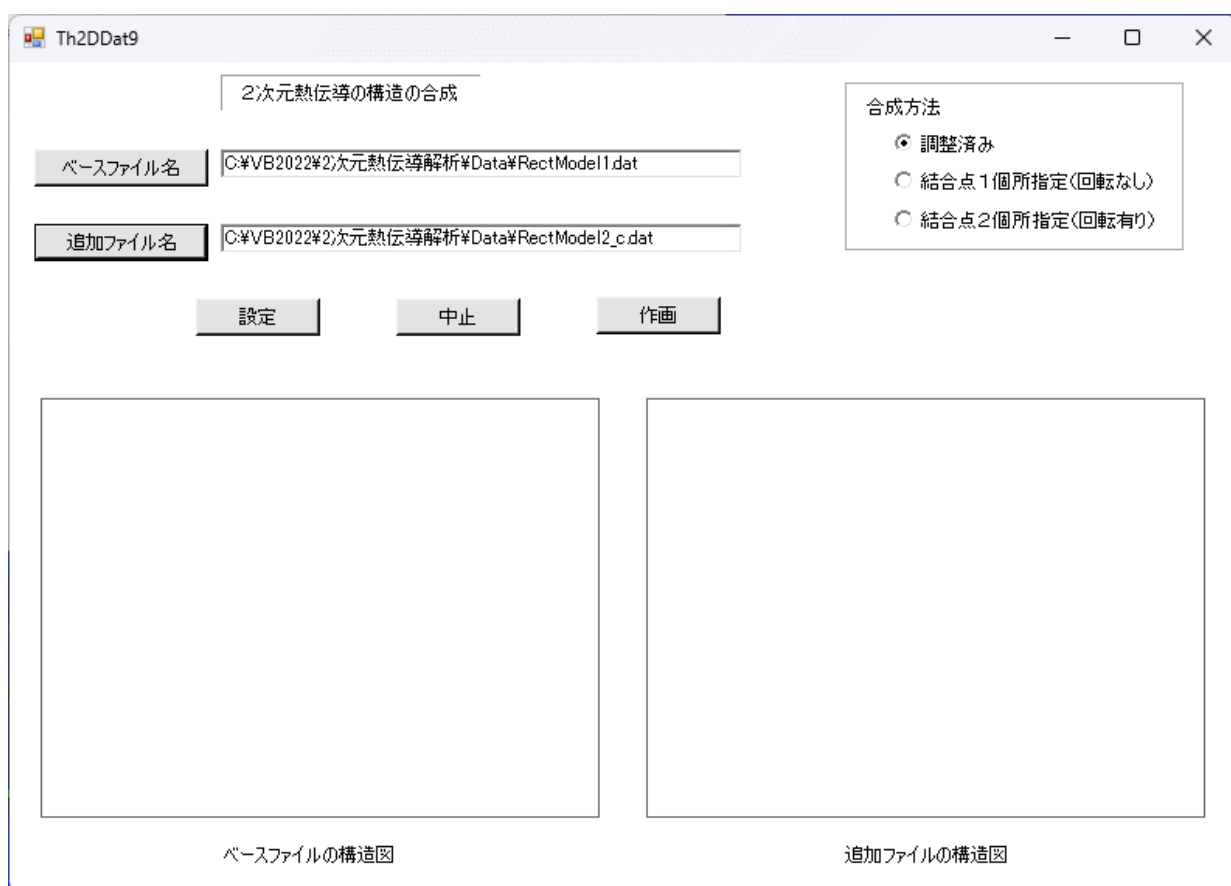 Th2DDat9
２次元熱伝導の構造の合成
合成方法
調整済み
ベースファイル名
C:¥VB2022¥2次元熱伝導解析¥Data¥RectModel1.dat
結合点１個所指定(回転なし)
結合点２個所指定(回転有り)
追加ファイル名
C:¥VB2022¥2次元熱伝導解析¥Data¥RectModel2_c.dat
設定
中止
作画
ベースファイルの構造図
追加ファイルの構造図